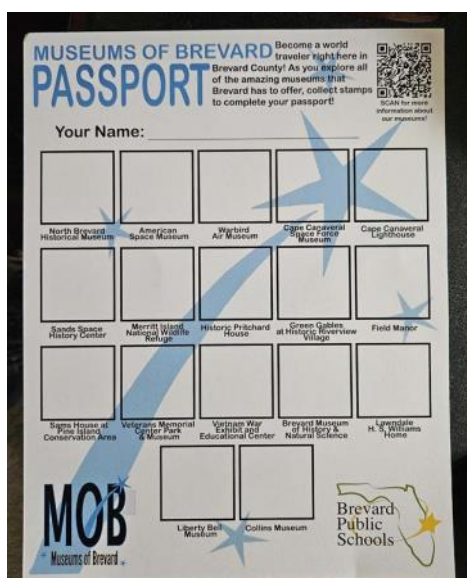 MUSEUMS OF BREVARD
PASSPORT
Become a world
traveler right here in
Brevard County! As you explore all
of the amazing museums that
Brevard has to offer, collect stamps
to complete your passport!
SCAN for more
information about
our museums!
Your Name:
North Brevard
Historical Museum
American
Space Museum
Warbird
Air Museum
Cape Canaveral
Space Force
Museum
Cape Canaveral
Lighthouse
Sands Space
History Center
Merritt Island
National Wildlife
Refuge
Historic Pritchard
House
Green Gables
at Historic Riverview
Village
Field Manor
Sams House at
Pine Island
Conservation Area
Veterans Memorial
Center Park
& Museum
Vietnam War
Exhibit and
Educational Center
Brevard Museum
of History &
Natural Science
Lawndale
H. S. Williams
Home
Liberty Bell
Museum
Collins Museum
MOB
Museums of Brevard
Brevard
Public
Schools